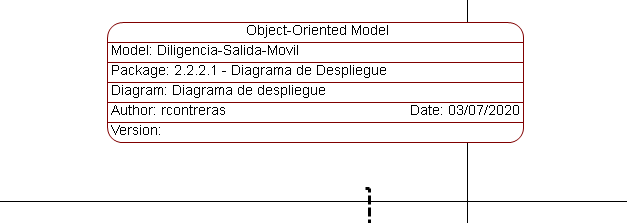 Object-Oriented Model
Model: Diligencia-Salida-Movil
Package: 2.2.2.1 - Diagrama de Despliegue
Diagram: Diagrama de despliegue
Author: rcontreras Date: 03/07/2020
Version: